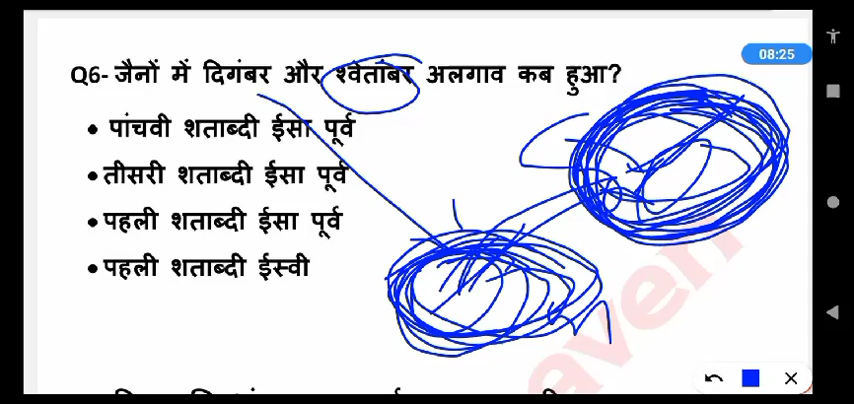 08:25
Q6- जैनों में दिगंबर और श्वेतांबर अलगाव कब हुआ?
• पांचवी शताब्दी ईसा पूर्व
• तीसरी शताब्दी ईसा पूर्व
• पहली शताब्दी ईसा पूर्व
• पहली शताब्दी ईस्वी